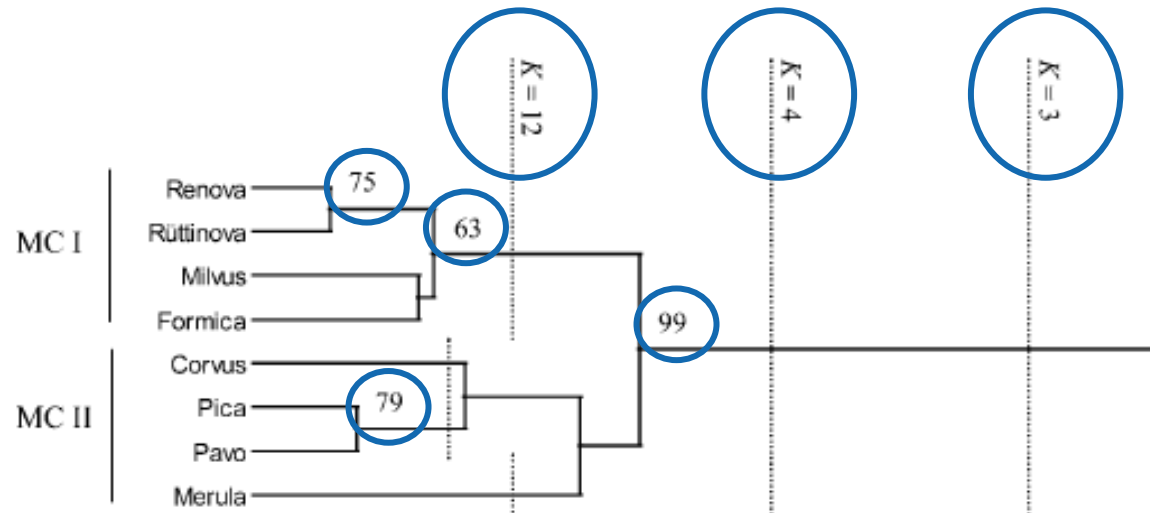 K = 12
K = 4
K = 3
MC I
Renova
75
Rüttinova
63
Milvus
Formica
99
MC II
Corvus
Pica
79
Pavo
Merula